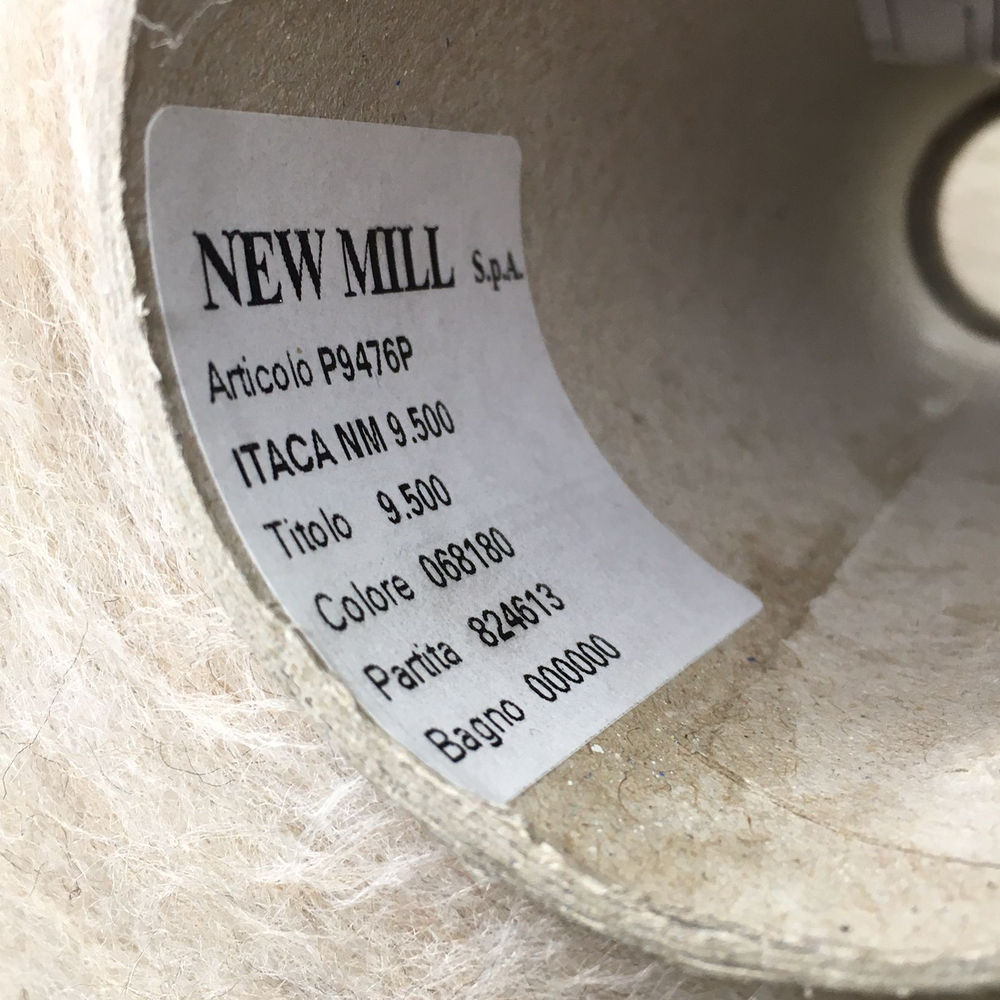 NEW MILL S.p.A.
Articolo P9476P
ITACA NM 9.500
Titolo 9.500
Colore 068180
Partita 824613
Bagno 000000